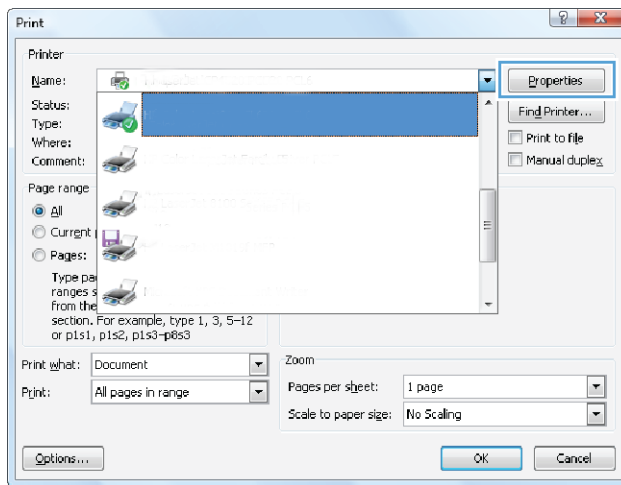 Print
Printer
Name:
Properties
Status:
Find Printer...
Type:
Print to file
Where:
Manual duplex
Comment:
Page range
All
Current
Pages:
Type pa
ranges s
from the
section. For example, type 1, 3, 5–12
or p1s1, p1s2, p1s3–p8s3
Print what: Document
Print: All pages in range
Zoom
Pages per sheet: 1 page
Scale to paper size: No Scaling
Options...
OK
Cancel